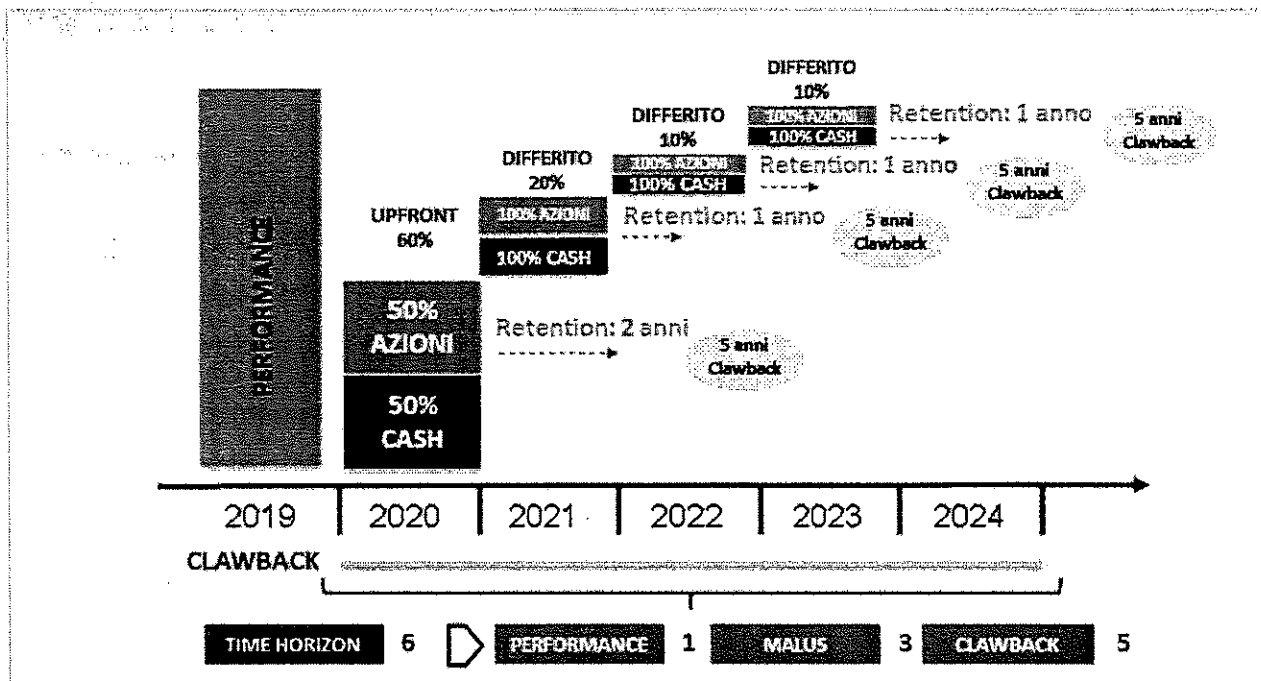 DIFFERITO
10%
100% AZIONI
100% CASH
Retention: 1 anno
5 anni
Clawback
DIFFERITO
10%
100% AZIONI
100% CASH
Retention: 1 anno
5 anni
Clawback
DIFFERITO
20%
100% AZIONI
100% CASH
Retention: 1 anno
5 anni
Clawback
UPFRONT
60%
50%
AZIONI
50%
CASH
Retention: 2 anni
5 anni
Clawback
PERFORMANCE
2019 2020 2021 2022 2023 2024
CLAWBACK
TIME HORIZON 6 PERFORMANCE 1 MALUS 3 CLAWBACK 5